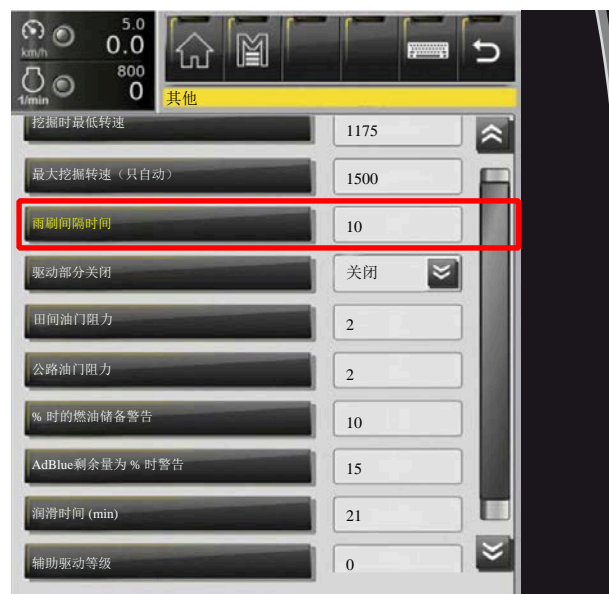 5.0
km/h 0.0
800
1/min 0
其他
挖掘时最低转速 1175
最大挖掘转速（只自动） 1500
雨刷间隔时间 10
驱动部分关闭 关闭
田间油门阻力 2
公路油门阻力 2
% 时的燃油储备警告 10
AdBlue剩余量为 % 时警告 15
润滑时间 (min) 21
辅助驱动等级 0